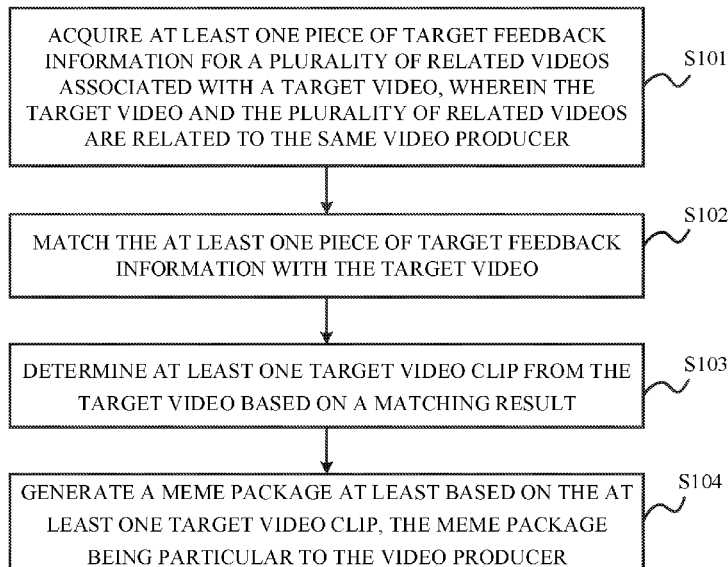 ACQUIRE AT LEAST ONE PIECE OF TARGET FEEDBACK
INFORMATION FOR A PLURALITY OF RELATED VIDEOS
ASSOCIATED WITH A TARGET VIDEO, WHEREIN THE
TARGET VIDEO AND THE PLURALITY OF RELATED VIDEOS
ARE RELATED TO THE SAME VIDEO PRODUCER
S101
MATCH THE AT LEAST ONE PIECE OF TARGET FEEDBACK
INFORMATION WITH THE TARGET VIDEO
S102
DETERMINE AT LEAST ONE TARGET VIDEO CLIP FROM THE
TARGET VIDEO BASED ON A MATCHING RESULT
S103
GENERATE A MEME PACKAGE AT LEAST BASED ON THE AT
LEAST ONE TARGET VIDEO CLIP, THE MEME PACKAGE
BEING PARTICULAR TO THE VIDEO PRODUCER
S104